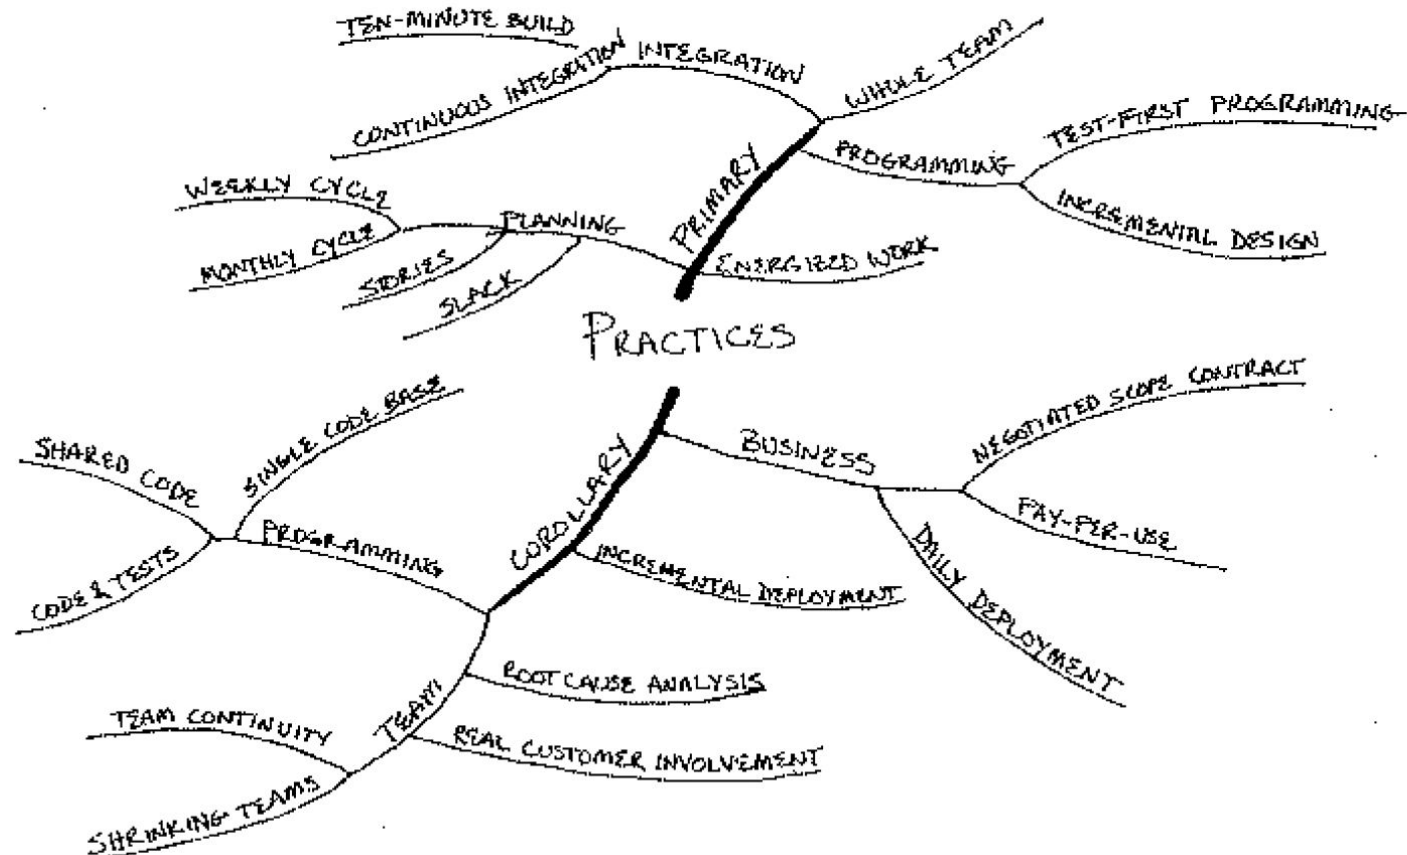 TEN-MINUTE BUILD
CONTINUOUS INTEGRATION
INTEGRATION
WHOLE TEAM
TEST-FIRST PROGRAMMING
PROGRAMMING
INCREMENTAL DESIGN
PRIMARY
WEEKLY CYCLE
MONTHLY CYCLE
PLANNING
STORIES
SLACK
ENERGIZED WORK
PRACTICES
NEGOTIATED SCOPE CONTRACT
BUSINESS
PAY-PER-USE
DAILY DEPLOYMENT
COROLLARY
INCREMENTAL DEPLOYMENT
SINGLE CODE BASE
SHARED CODE
PROGRAMMING
CODE & TESTS
ROOT CAUSE ANALYSIS
TEAM
REAL CUSTOMER INVOLVEMENT
TEAM CONTINUITY
SHRINKING TEAMS